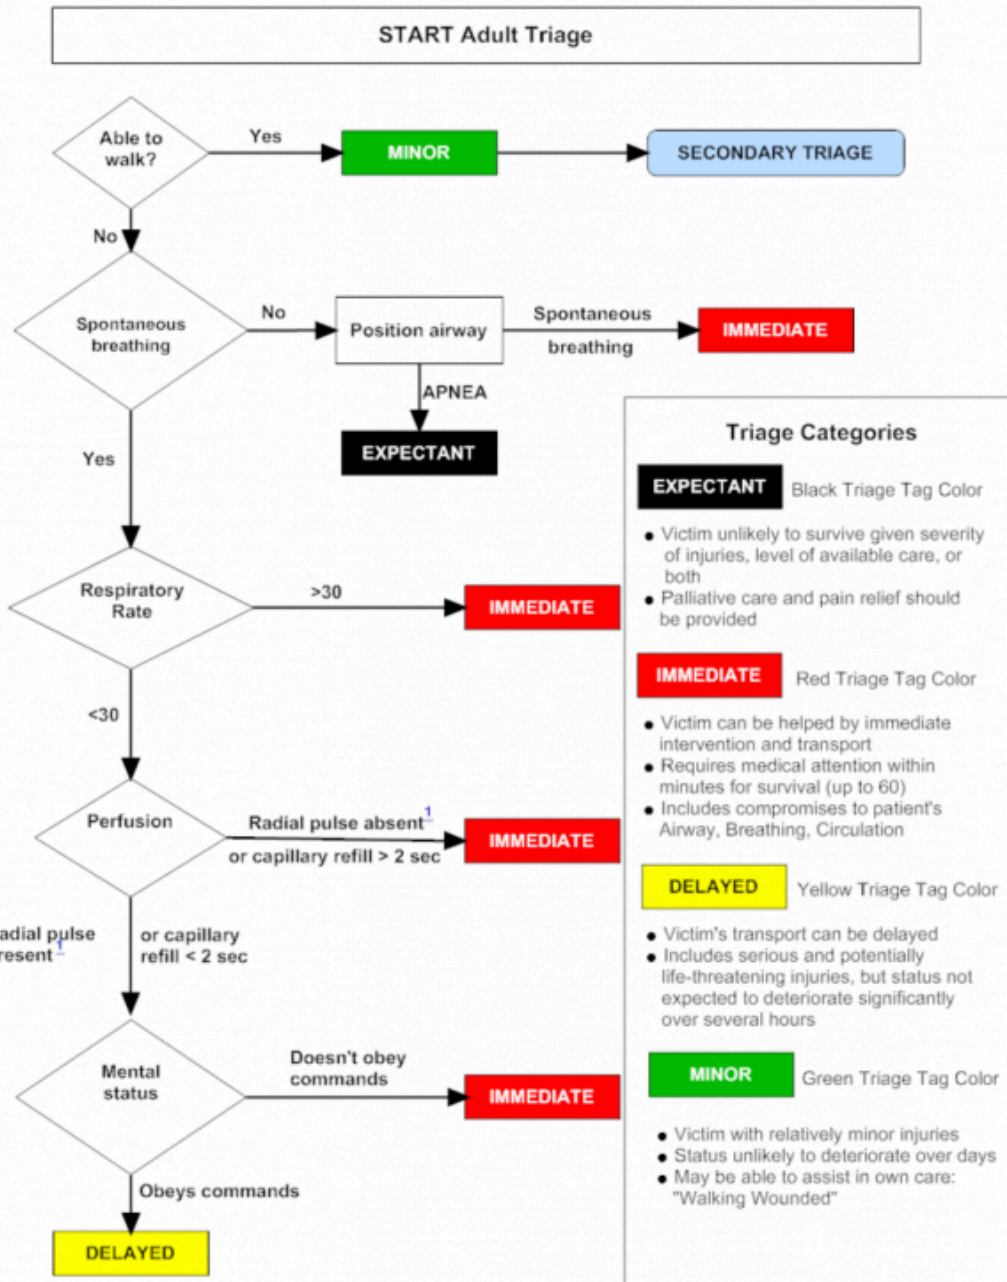 START Adult Triage
Able to
walk?
Yes
MINOR
SECONDARY TRIAGE
No
Spontaneous
breathing
No
Position airway
Spontaneous
breathing
IMMEDIATE
APNEA
EXPECTANT
Yes
Respiratory
Rate
>30
IMMEDIATE
<30
Perfusion
Radial pulse absent1
or capillary refill > 2 sec
IMMEDIATE
adial pulse
resent1
or capillary
refill < 2 sec
Mental
status
Doesn't obey
commands
IMMEDIATE
Obeys commands
DELAYED
Triage Categories
EXPECTANT Black Triage Tag Color
● Victim unlikely to survive given severity
of injuries, level of available care, or
both
● Palliative care and pain relief should
be provided
IMMEDIATE Red Triage Tag Color
● Victim can be helped by immediate
intervention and transport
● Requires medical attention within
minutes for survival (up to 60)
● Includes compromises to patient's
Airway, Breathing, Circulation
DELAYED Yellow Triage Tag Color
● Victim's transport can be delayed
● Includes serious and potentially
life-threatening injuries, but status not
expected to deteriorate significantly
over several hours
MINOR Green Triage Tag Color
● Victim with relatively minor injuries
● Status unlikely to deteriorate over days
● May be able to assist in own care:
"Walking Wounded"